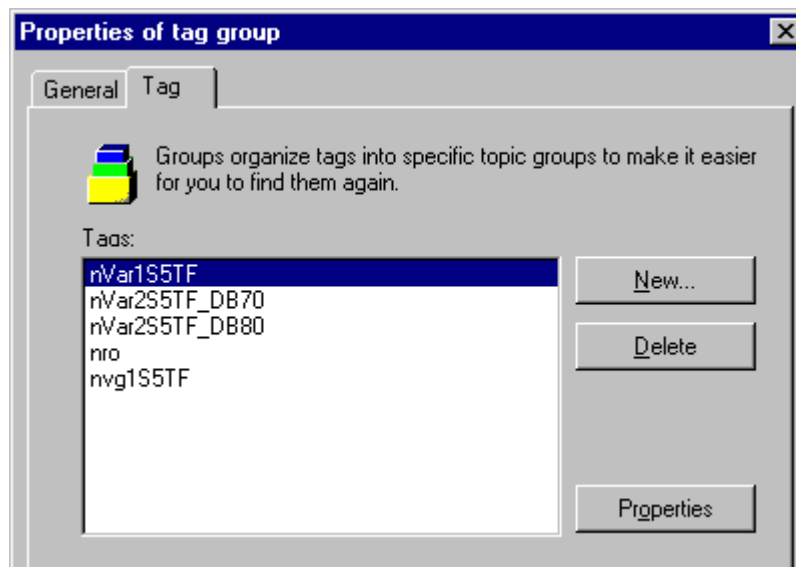 Properties of tag group
General
Tag
Groups organize tags into specific topic groups to make it easier
for you to find them again.
Tags:
nVar1S5TF
nVar2S5TF_DB70
nVar2S5TF_DB80
nro
nvg1S5TF
New...
Delete
Properties